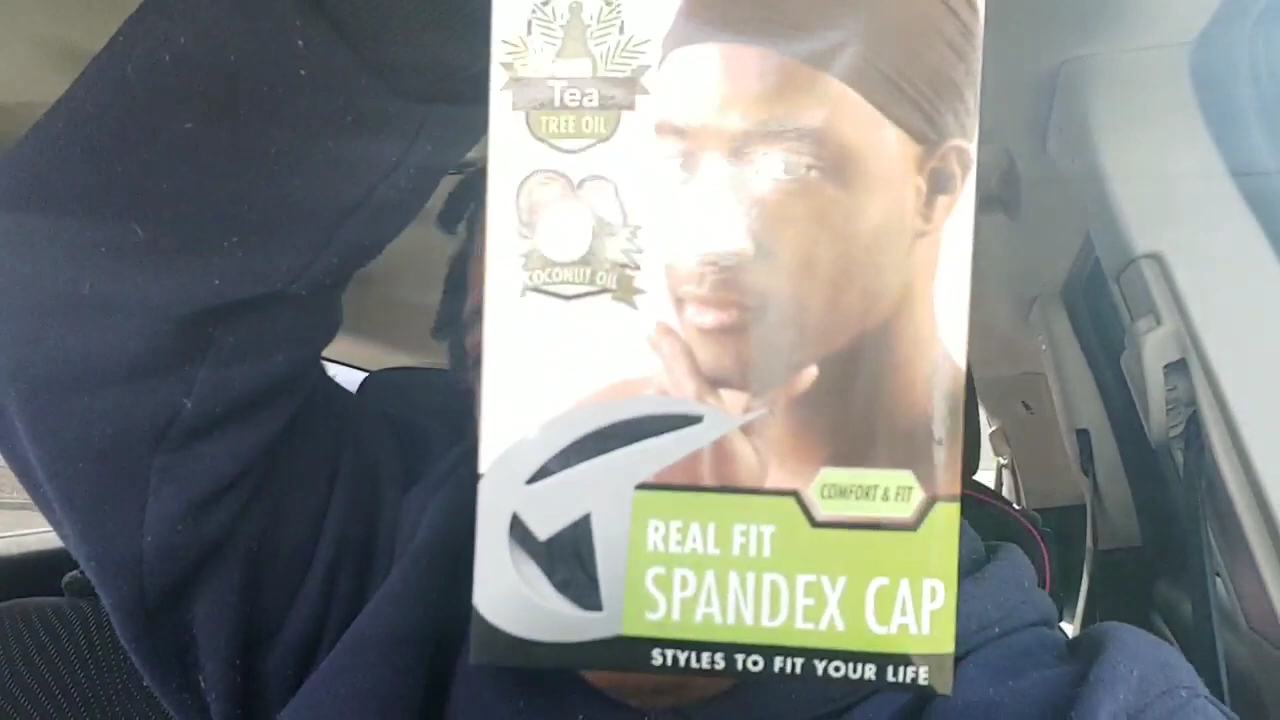 Tea
TREE OIL
COCONUT OIL
COMFORT & FIT
REAL FIT
SPANDEX CAP
STYLES TO FIT YOUR LIFE